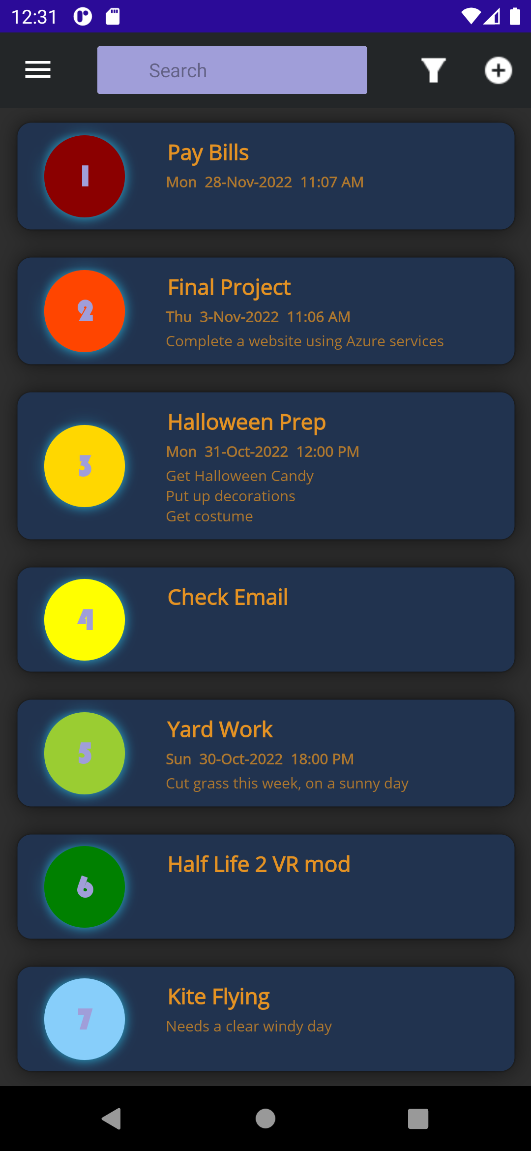 12:31
Search
1
Pay Bills
Mon 28-Nov-2022 11:07 AM
2
Final Project
Thu 3-Nov-2022 11:06 AM
Complete a website using Azure services
3
Halloween Prep
Mon 31-Oct-2022 12:00 PM
Get Halloween Candy
Put up decorations
Get costume
4
Check Email
5
Yard Work
Sun 30-Oct-2022 18:00 PM
Cut grass this week, on a sunny day
6
Half Life 2 VR mod
7
Kite Flying
Needs a clear windy day